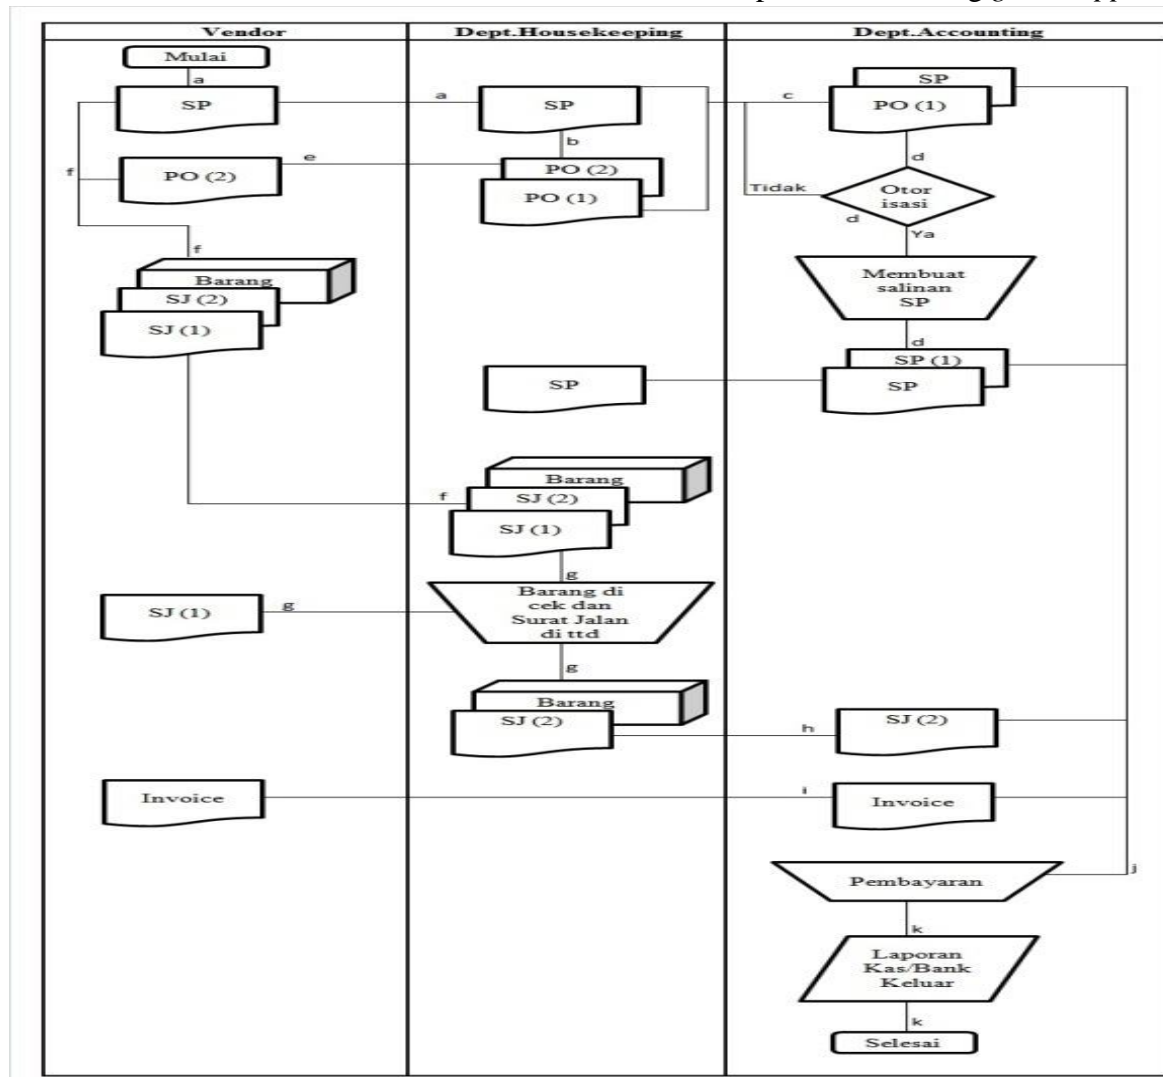 Vendor
Dept.Housekeeping
Dept.Accounting
Mulai
a
SP
a
SP
c
SP
PO (1)
b
d
f
PO (2)
e
PO (2)
PO (1)
Tidak
Otor
isasi
d
Ya
f
Barang
SJ (2)
SJ (1)
Membuat
salinan
SP
d
SP (1)
SP
SP
f
Barang
SJ (2)
SJ (1)
g
SJ (1)
g
Barang di
cek dan
Surat Jalan
di ttd
g
Barang
SJ (2)
h
SJ (2)
Invoice
i
Invoice
Pembayaran
j
k
Laporan
Kas/Bank
Keluar
k
Selesai